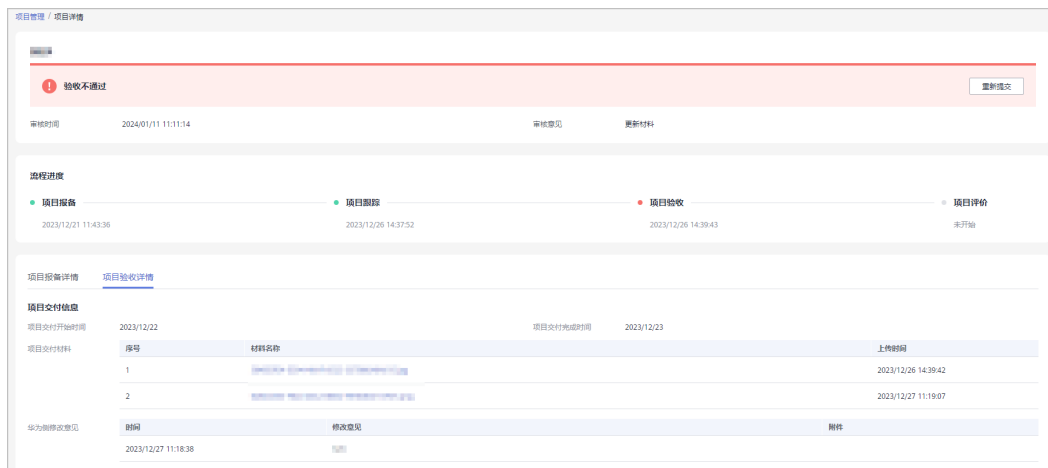 项目管理 / 项目详情
验收不通过
重新提交
审核时间 2024/01/11 11:11:14 审核意见 更新材料
流程进度
项目报备 项目跟踪 项目验收 项目评价
2023/12/21 11:43:36 2023/12/26 14:37:52 2023/12/26 14:39:43 未开始
项目报备详情 项目验收详情
项目交付信息
项目交付开始时间 2023/12/22 项目交付完成时间 2023/12/23
项目交付材料 序号 材料名称 上传时间
1 2023/12/26 14:39:42
2 2023/12/27 11:19:07
华为侧修改意见 时间 修改意见 附件
2023/12/27 11:18:38